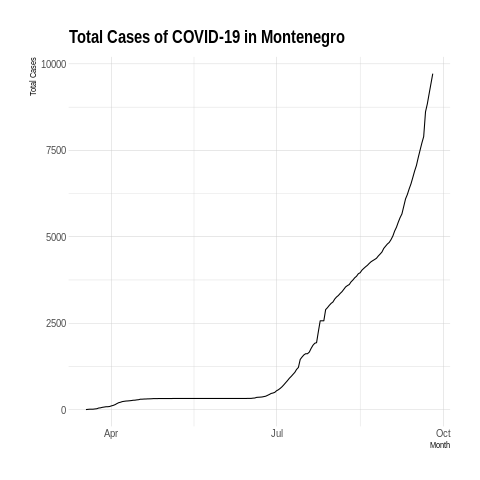 Total Cases of COVID-19 in Montenegro
Total Cases
10000
7500
5000
2500
0
Apr
Jul
Oct
Month